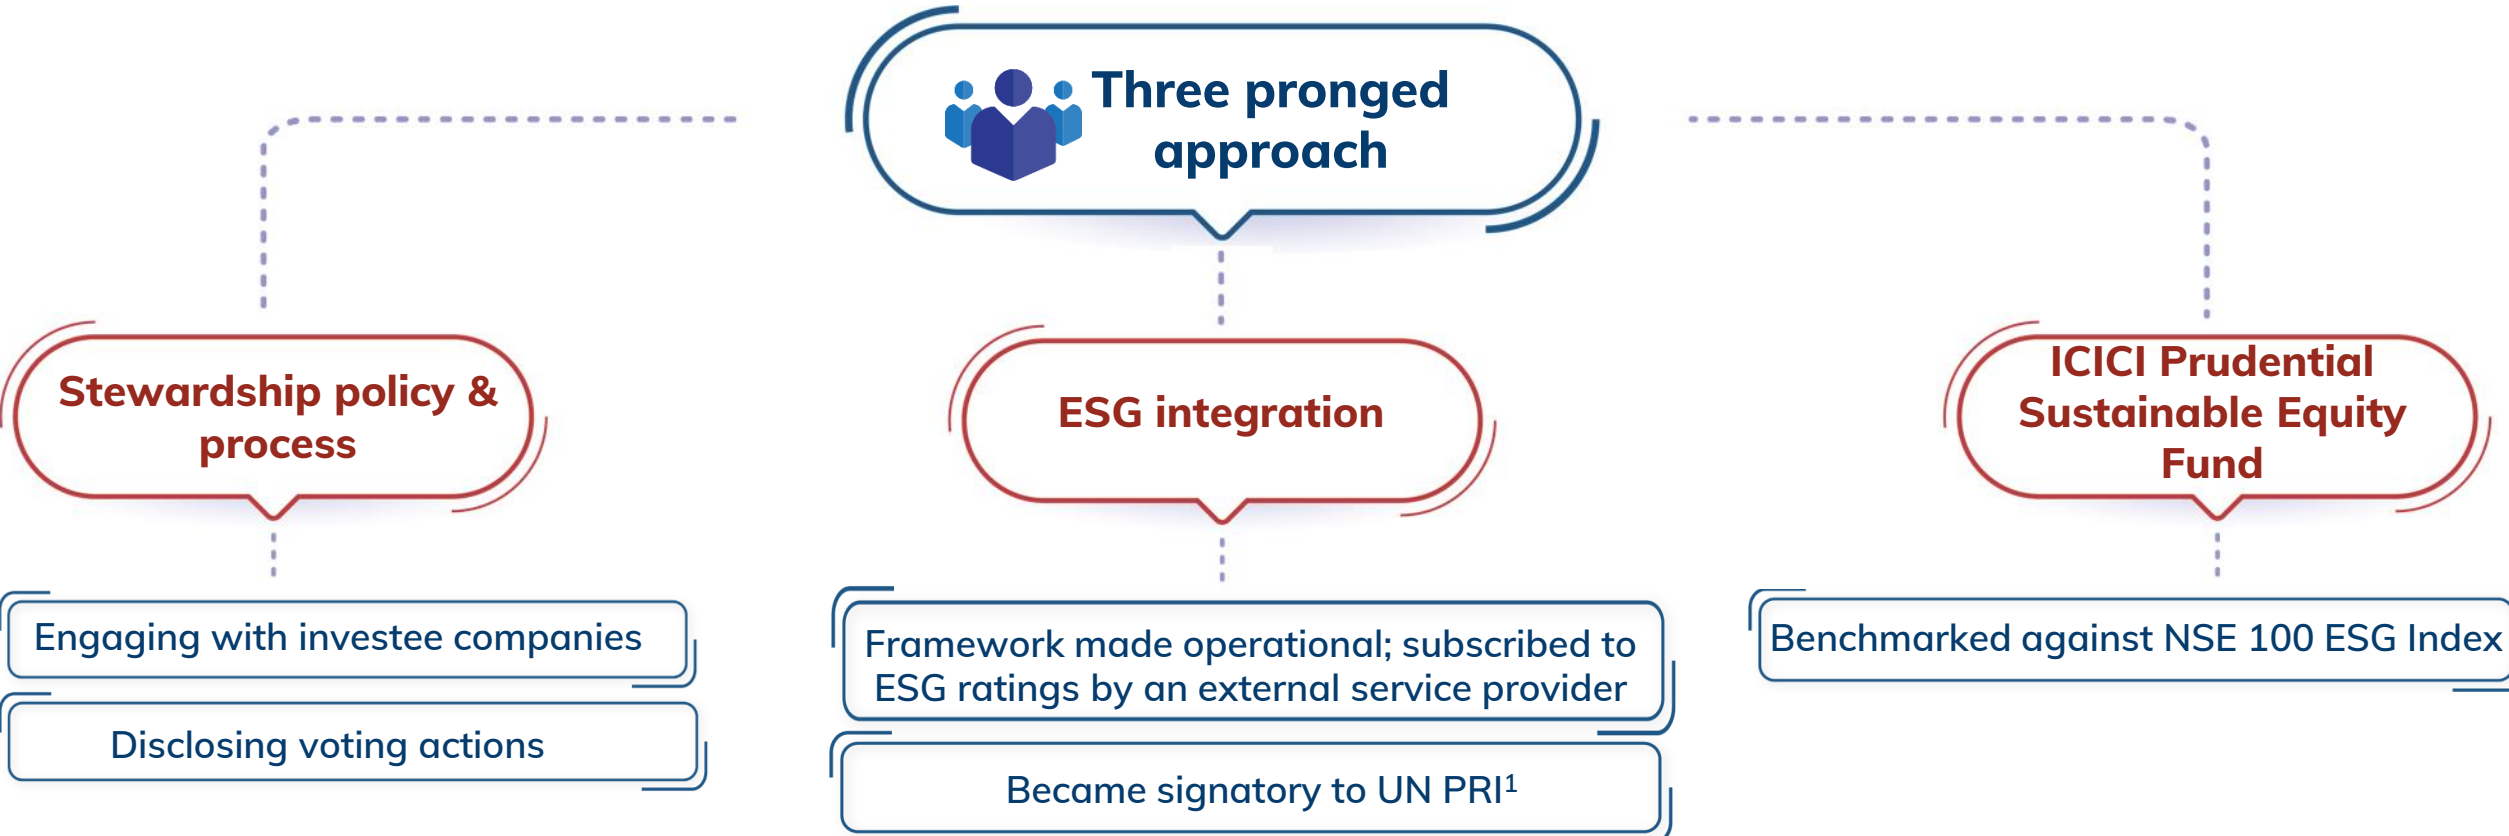 Three pronged
approach
Stewardship policy &
process
Engaging with investee companies
Disclosing voting actions
ESG integration
Framework made operational; subscribed to
ESG ratings by an external service provider
Became signatory to UN PRI¹
ICICI Prudential
Sustainable Equity
Fund
Benchmarked against NSE 100 ESG Index